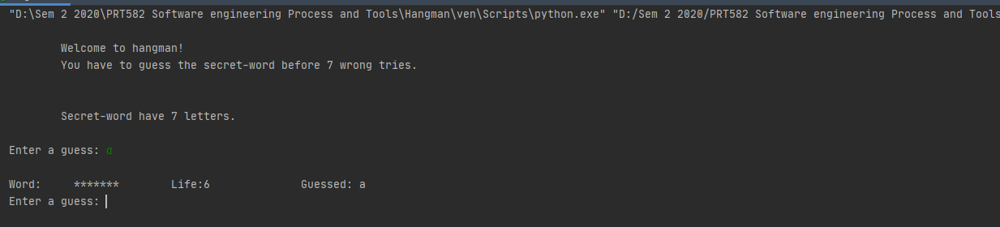 "D:\Sem 2 2020\PRT582 Software engineering Process and Tools\Hangman\ven\Scripts\python.exe" "D:/Sem 2 2020/PRT582 Software engineering Process and Tools
Welcome to hangman!
You have to guess the secret-word before 7 wrong tries.
Secret-word have 7 letters.
Enter a guess: a
Word: ******* Life:6 Guessed: a
Enter a guess: